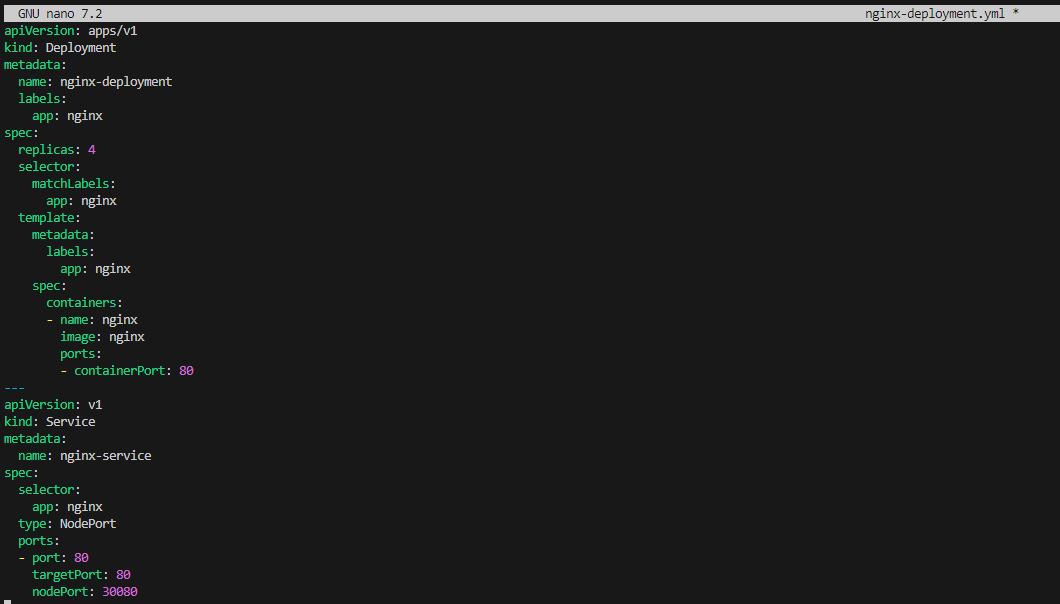 GNU nano 7.2 nginx-deployment.yml *
apiVersion: apps/v1
kind: Deployment
metadata:
  name: nginx-deployment
  labels:
    app: nginx
spec:
  replicas: 4
  selector:
    matchLabels:
      app: nginx
  template:
    metadata:
      labels:
        app: nginx
    spec:
      containers:
      - name: nginx
        image: nginx
        ports:
        - containerPort: 80
---
apiVersion: v1
kind: Service
metadata:
  name: nginx-service
spec:
  selector:
    app: nginx
  type: NodePort
  ports:
  - port: 80
    targetPort: 80
    nodePort: 30080